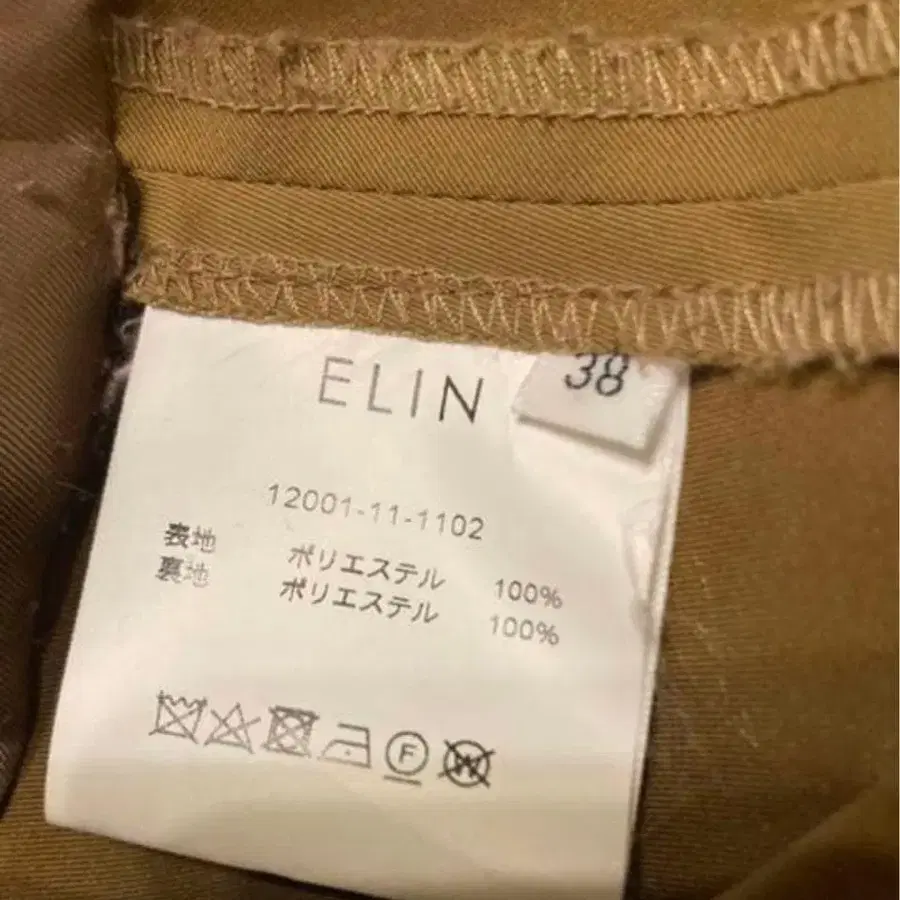 ELIN
38
12001-11-1102
表地 ポリエステル 100%
裏地 ポリエステル 100%
F W